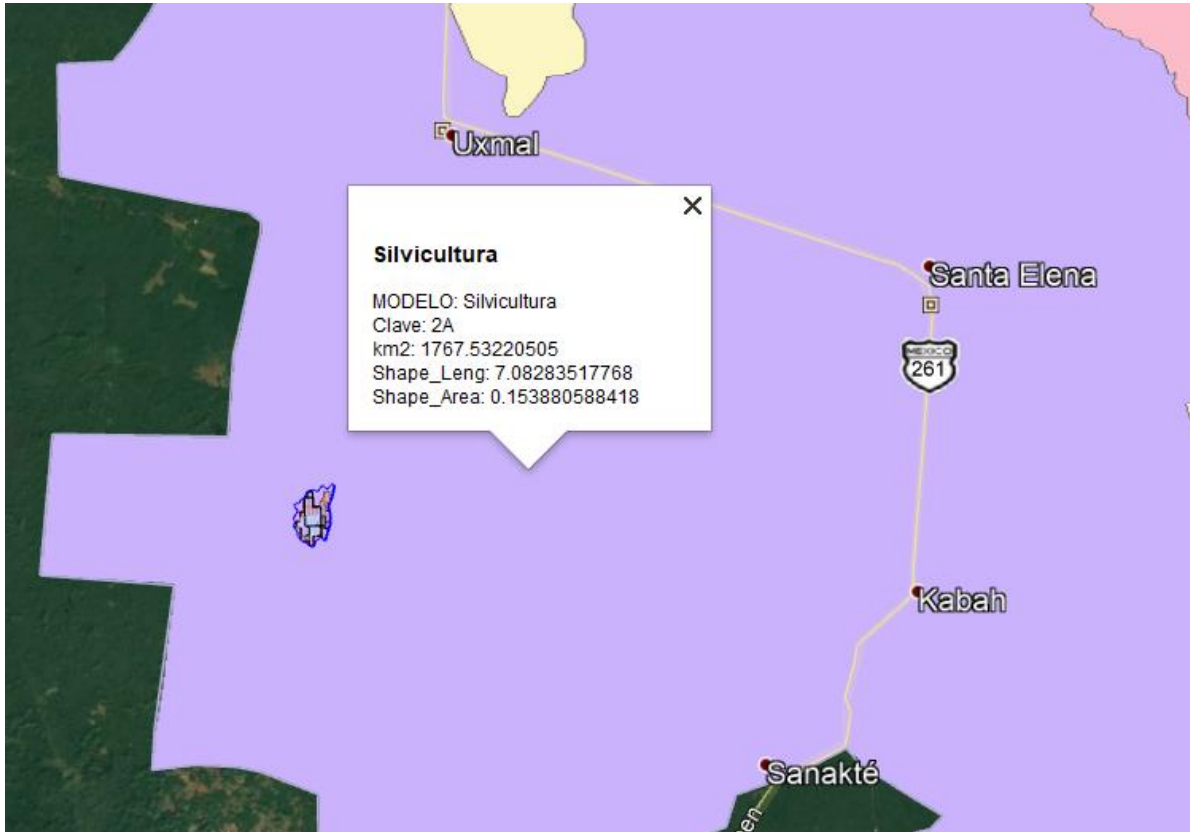 Uxmal
Silvicultura
MODELO: Silvicultura
Clave: 2A
km2: 1767.53220505
Shape_Leng: 7.08283517768
Shape_Area: 0.153880588418
Santa Elena
MEXICO
261
Kabah
Sanakté
en